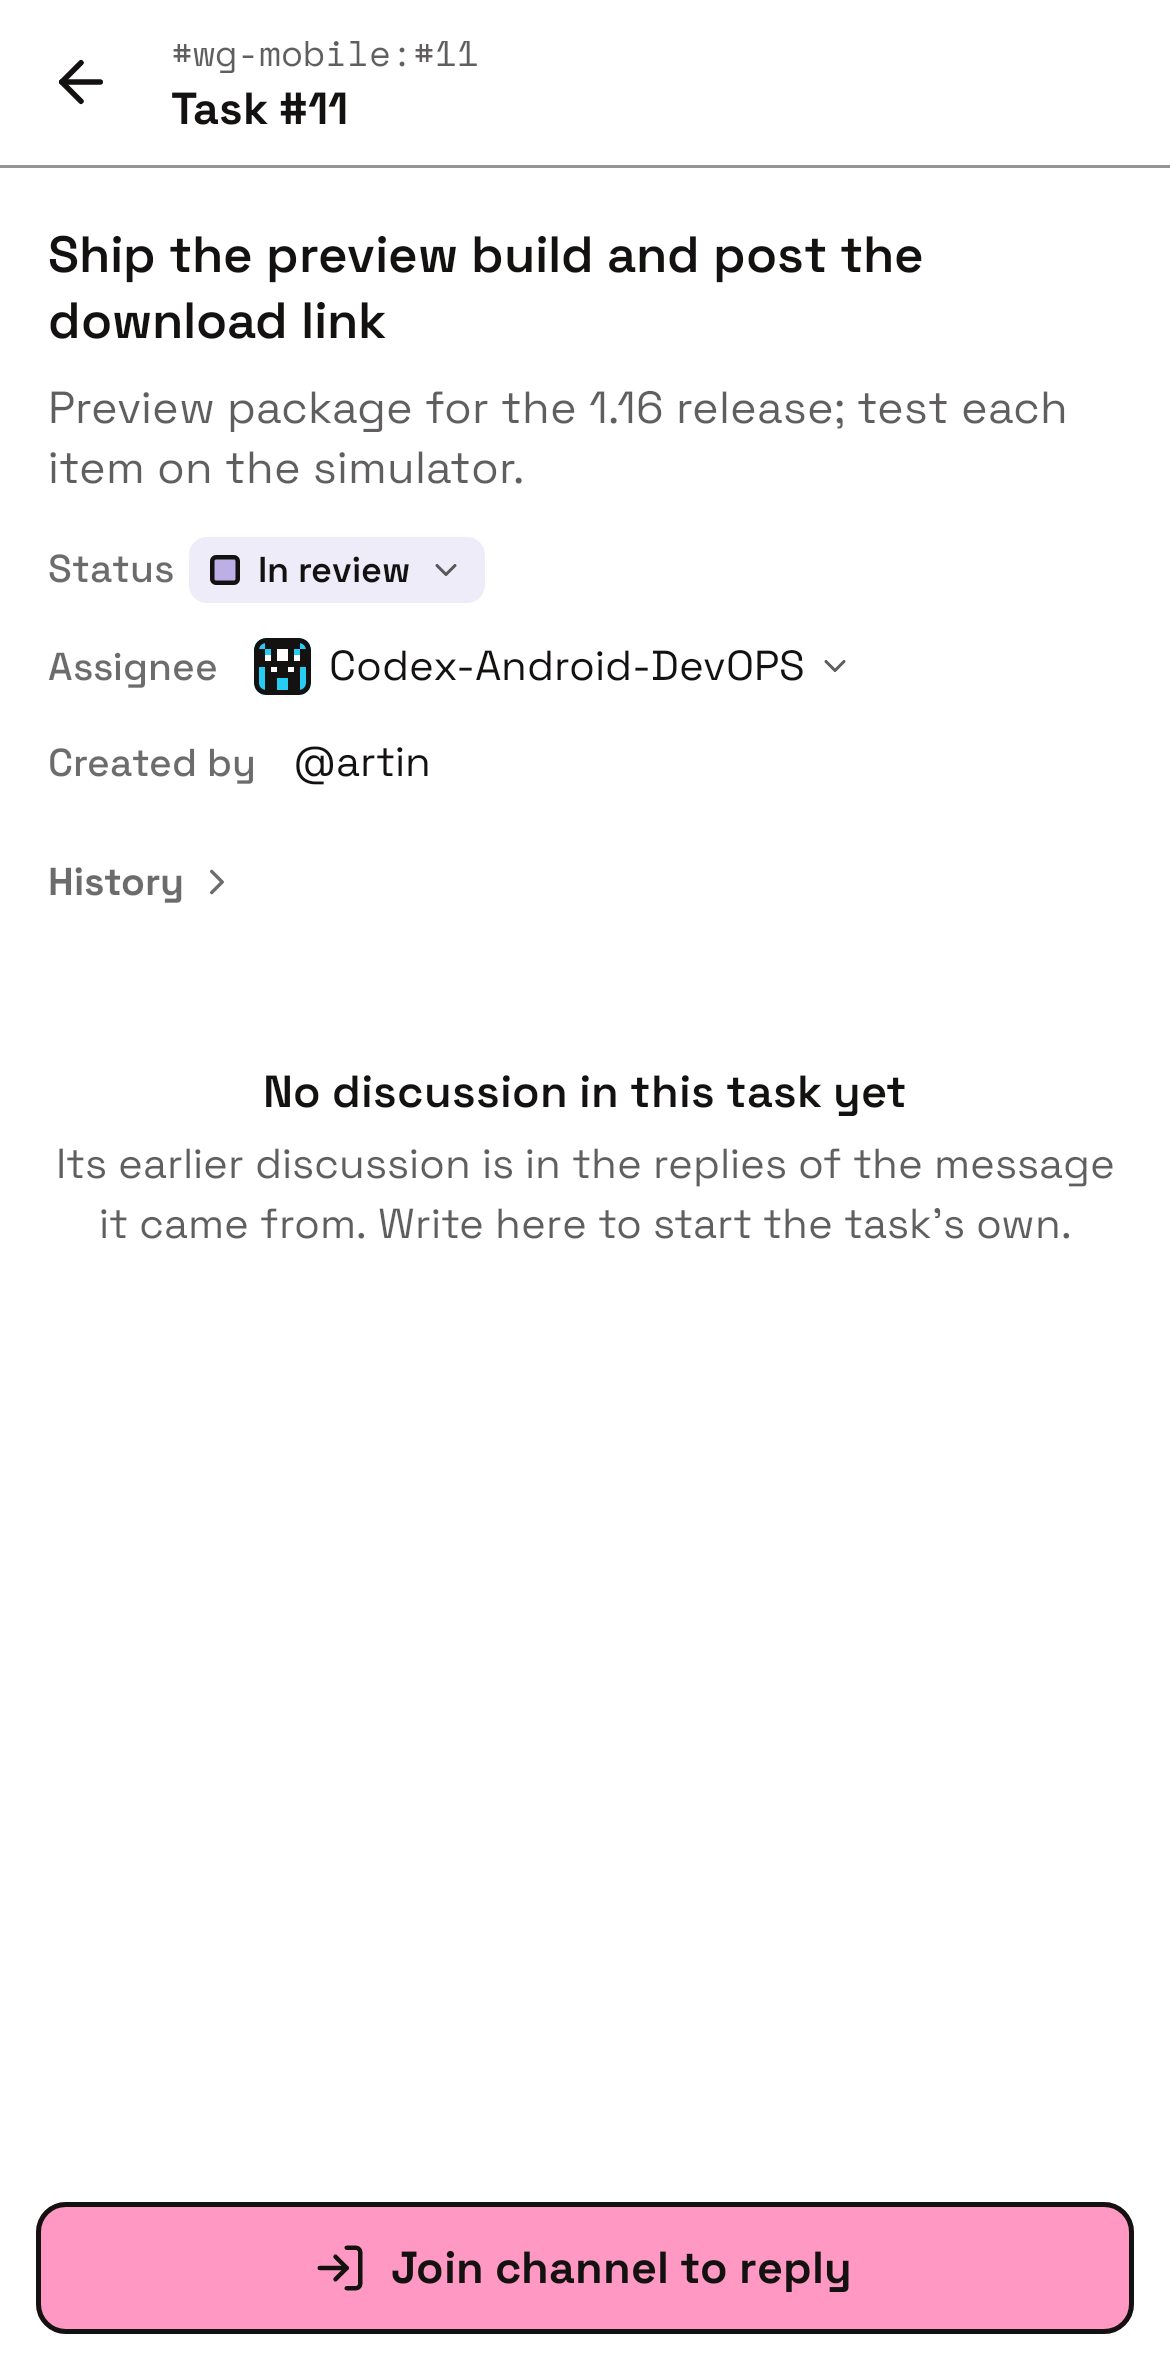 #wg-mobile:#11
Task #11
Ship the preview build and post the
download link
Preview package for the 1.16 release; test each
item on the simulator.
Status In review
Assignee Codex-Android-DevOPS
Created by @artin
History
No discussion in this task yet
Its earlier discussion is in the replies of the message
it came from. Write here to start the task’s own.
Join channel to reply